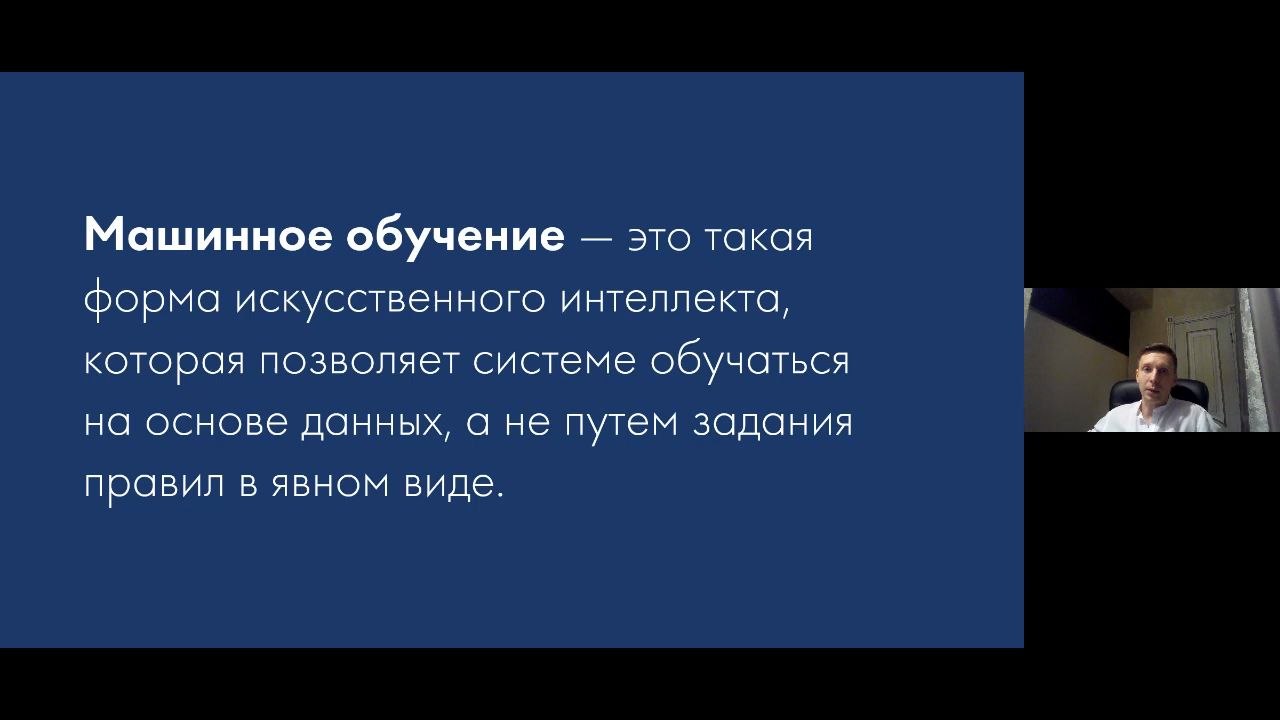 Машинное обучение — это такая
форма искусственного интеллекта,
которая позволяет системе обучаться
на основе данных, а не путем задания
правил в явном виде.